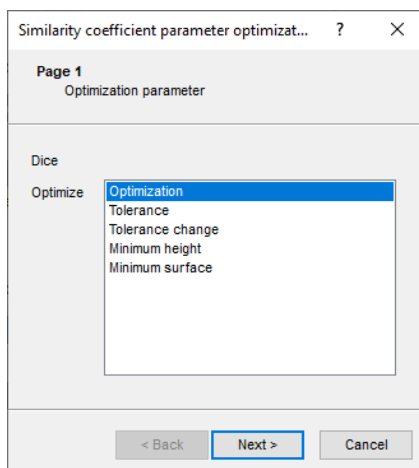 Similarity coefficient parameter optimizat... ?
Page 1
Optimization parameter
Dice
Optimize
Optimization
Tolerance
Tolerance change
Minimum height
Minimum surface
< Back Next > Cancel